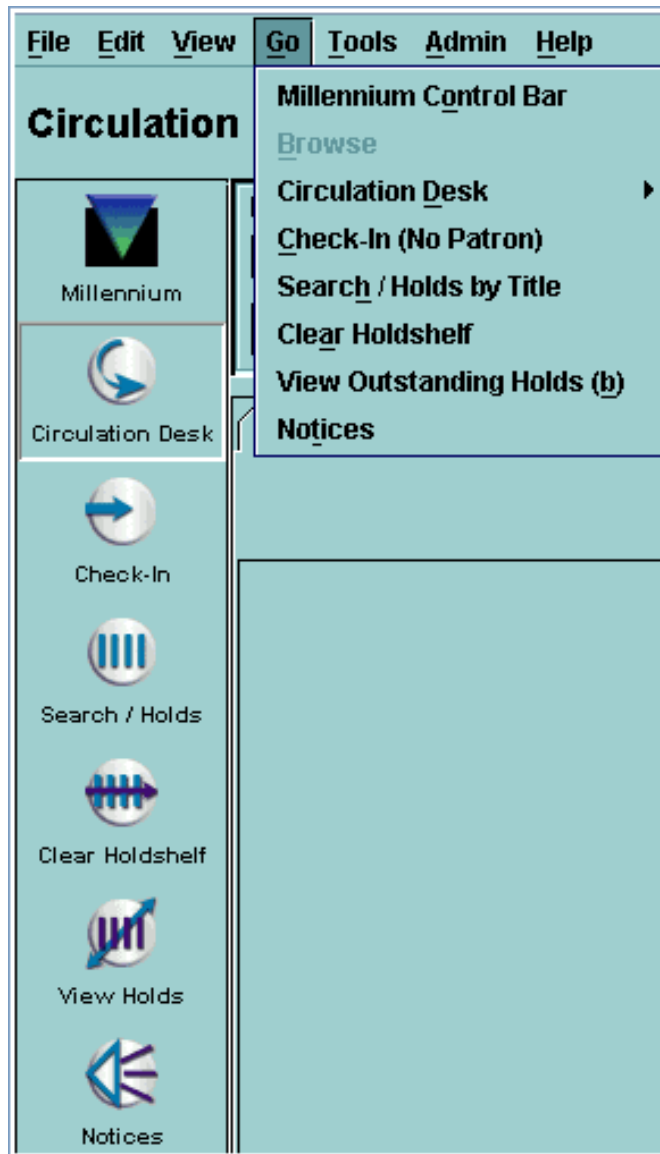 File Edit View Go Tools Admin Help
Circulation
Millennium Control Bar
Browse
Circulation Desk
Check-In (No Patron)
Search / Holds by Title
Clear Holdshelf
View Outstanding Holds (b)
Notices
Millennium
Circulation Desk
Check-In
Search / Holds
Clear Holdshelf
View Holds
Notices